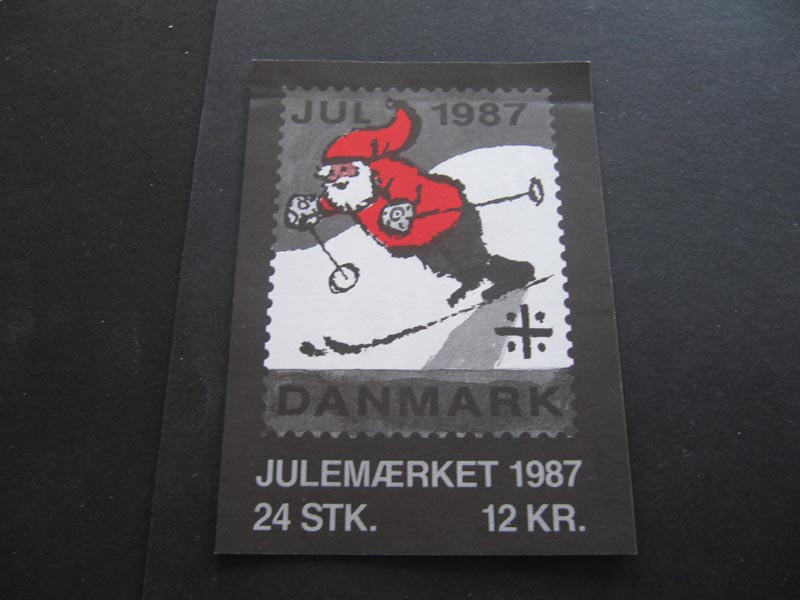 JUL 1987
DANMARK
JULEMÆRKET 1987
24 STK. 12 KR.